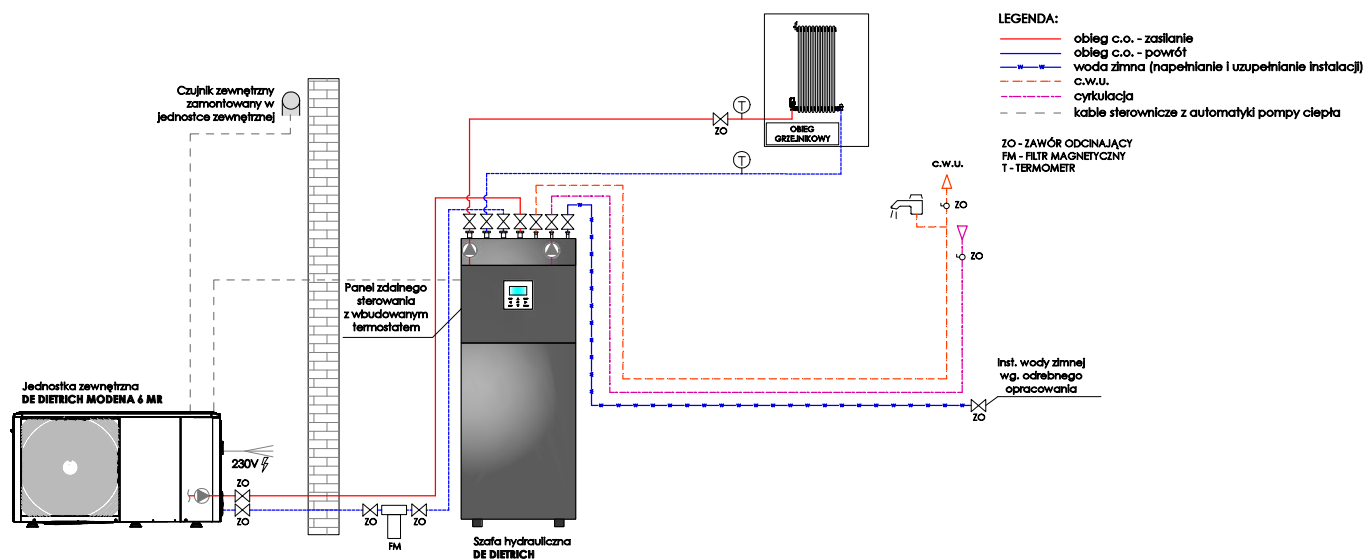 LEGENDA:
obieg c.o. - zasilanie
obieg c.o. - powrót
woda zimna (napełnianie i uzupełnianie instalacji)
c.w.u.
cyrkulacja
kable sterownicze z automatyki pompy ciepła
ZO - ZAWÓR ODCINAJĄCY
FM - FILTR MAGNETYCZNY
T - TERMOMETR
Czujnik zewnętrzny
zamontowany w
jednostce zewnętrznej
T
ZO
OBIEG
GRZEJNIKOWY
T
c.w.u.
ZO
ZO
Panel zdalnego
sterowania
z wbudowanym
termostatem
Inst. wody zimnej
wg. odrebnego
opracowania
ZO
Jednostka zewnętrzna
DE DIETRICH MODENA 6 MR
230V
ZO
ZO
ZO
ZO
FM
Szafa hydrauliczna
DE DIETRICH